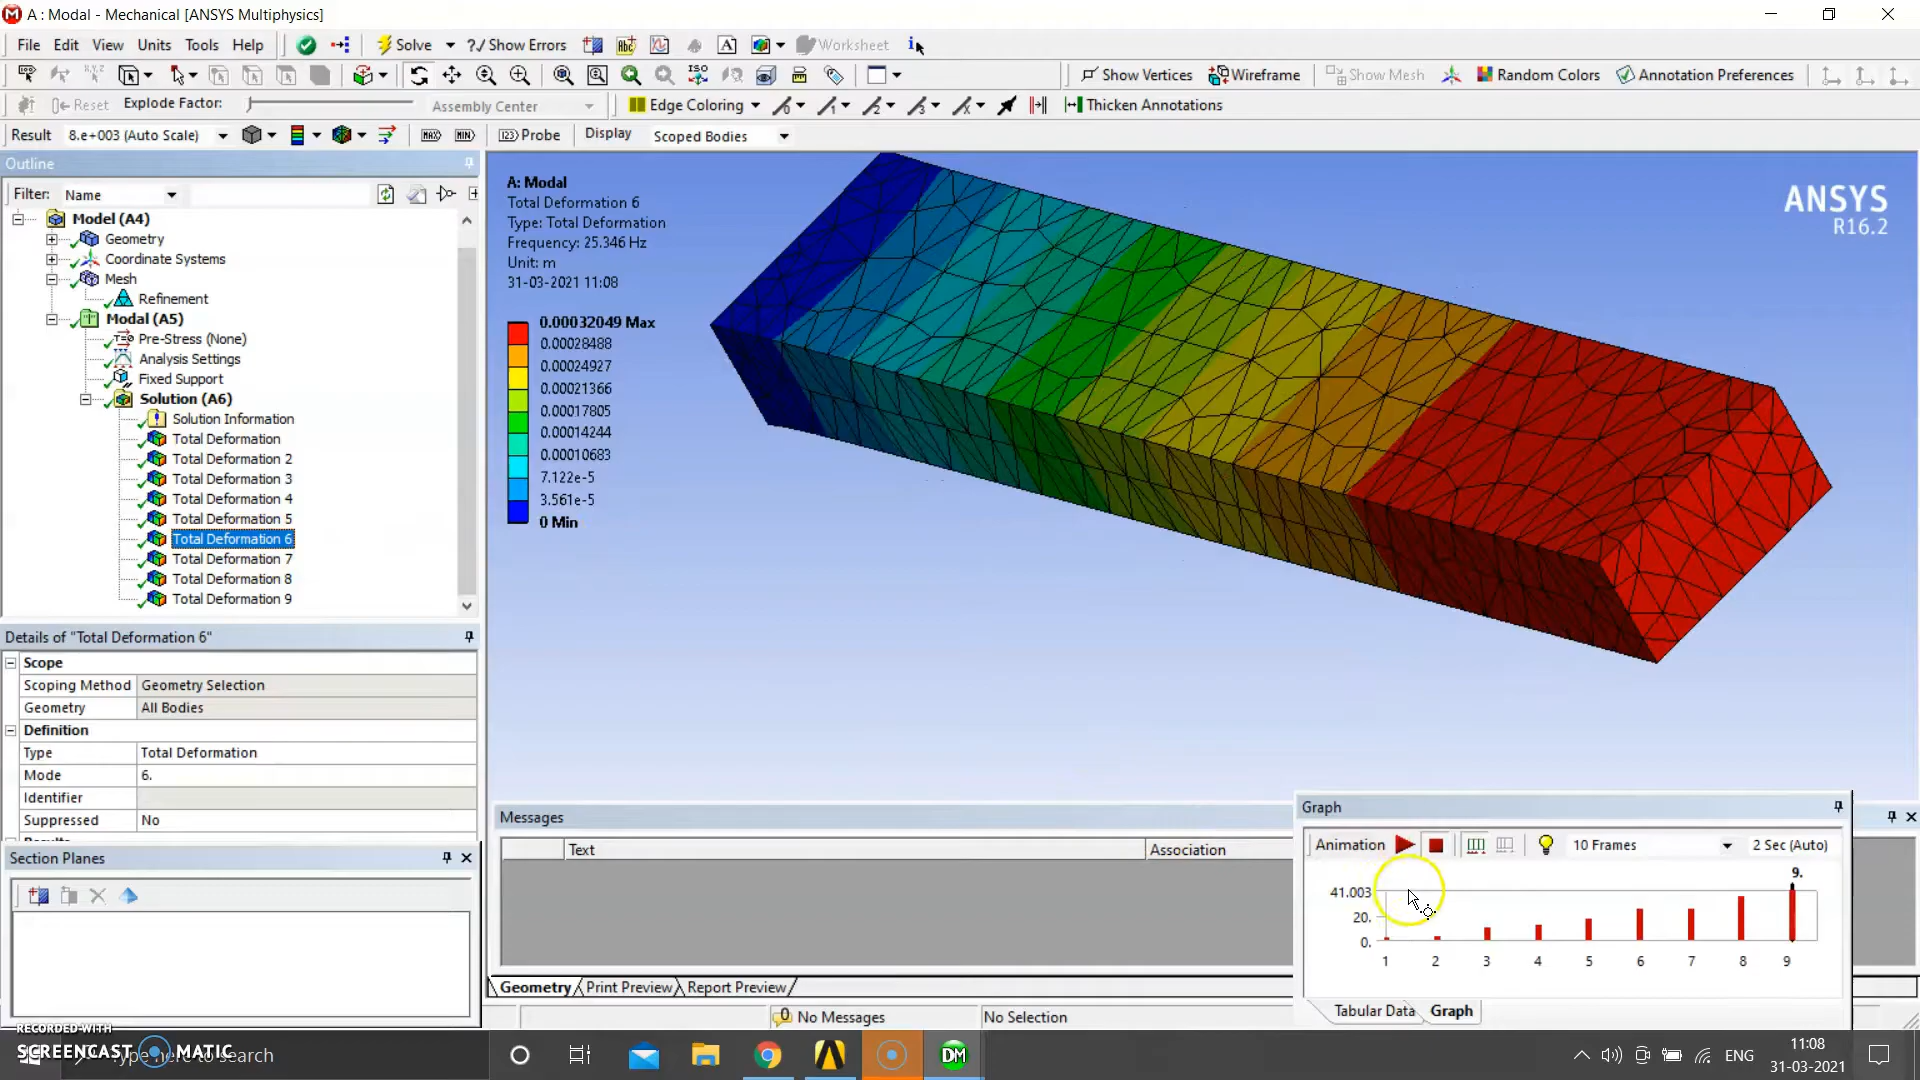 A : Modal - Mechanical [ANSYS Multiphysics]
File Edit View Units Tools Help Solve ?/ Show Errors Worksheet
Show Vertices Wireframe Show Mesh Random Colors Annotation Preferences
Reset Explode Factor: Assembly Center Edge Coloring Thicken Annotations
Result 8.e+003 (Auto Scale) MAX MIN Probe Display Scoped Bodies
Outline
Filter: Name
Model (A4)
Geometry
Coordinate Systems
Mesh
Refinement
Modal (A5)
Pre-Stress (None)
Analysis Settings
Fixed Support
Solution (A6)
Solution Information
Total Deformation
Total Deformation 2
Total Deformation 3
Total Deformation 4
Total Deformation 5
Total Deformation 6
Total Deformation 7
Total Deformation 8
Total Deformation 9
Details of "Total Deformation 6"
Scope
Scoping Method Geometry Selection
Geometry All Bodies
Definition
Type Total Deformation
Mode 6.
Identifier
Suppressed No
Section Planes
A: Modal
Total Deformation 6
Type: Total Deformation
Frequency: 25.346 Hz
Unit: m
31-03-2021 11:08
0.00032049 Max
0.00028488
0.00024927
0.00021366
0.00017805
0.00014244
0.00010683
7.122e-5
3.561e-5
0 Min
ANSYS
R16.2
Messages
Text Association
Graph
Animation 10 Frames 2 Sec (Auto)
9.
41.003
20.
0.
1 2 3 4 5 6 7 8 9
Tabular Data Graph
Geometry Print Preview Report Preview
No Messages No Selection
RECORDED WITH
SCREENCAST MATIC
here to search
DM
ENG
11:08
31-03-2021